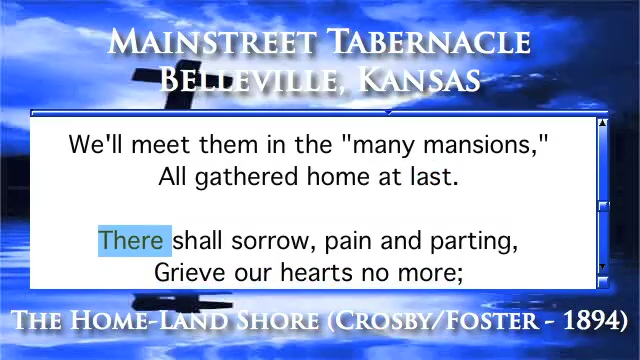 Mainstreet Tabernacle
Belleville, Kansas
We'll meet them in the "many mansions,"
All gathered home at last.
There shall sorrow, pain and parting,
Grieve our hearts no more;
The Home-Land Shore (Crosby/Foster - 1894)